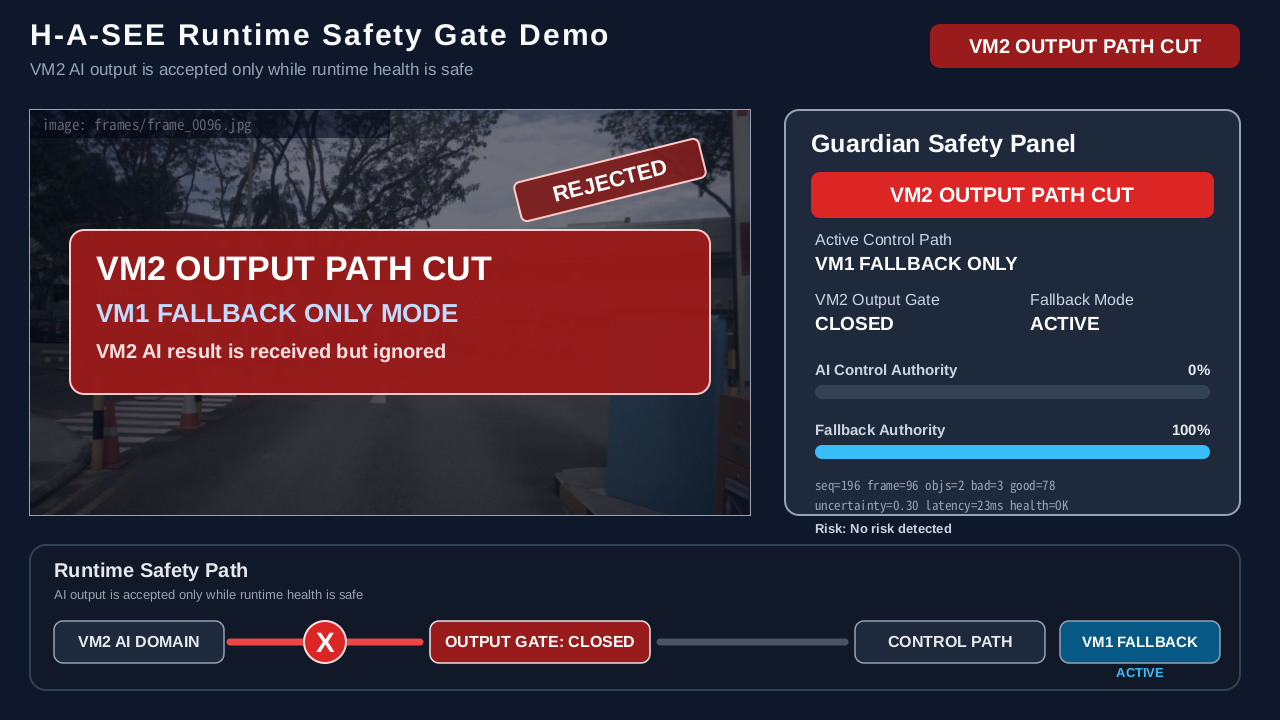 H-A-SEE Runtime Safety Gate Demo
VM2 AI output is accepted only while runtime health is safe
VM2 OUTPUT PATH CUT
image: frames/frame_0096.jpg
REJECTED
VM2 OUTPUT PATH CUT
VM1 FALLBACK ONLY MODE
VM2 AI result is received but ignored
Guardian Safety Panel
VM2 OUTPUT PATH CUT
Active Control Path
VM1 FALLBACK ONLY
VM2 Output Gate
CLOSED
Fallback Mode
ACTIVE
AI Control Authority 0%
Fallback Authority 100%
seq=196 frame=96 objs=2 bad=3 good=78
uncertainty=0.30 latency=23ms health=OK
Risk: No risk detected
Runtime Safety Path
AI output is accepted only while runtime health is safe
VM2 AI DOMAIN
X
OUTPUT GATE: CLOSED
CONTROL PATH
VM1 FALLBACK
ACTIVE